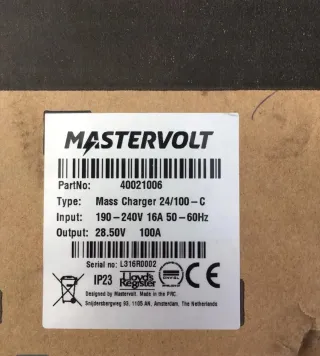 MASTERVOLT
PartNo: 40021006
Type: Mass Charger 24/100-C
Input: 190-240V 16A 50-60Hz
Output: 28.50V 100A
Serial no: L316R0002
IP23 Lloyd's Register CE
Designed by Mastervolt. Made in the PRC.
Snijdersbergweg 93, 1105 AN, Amsterdam, The Netherlands